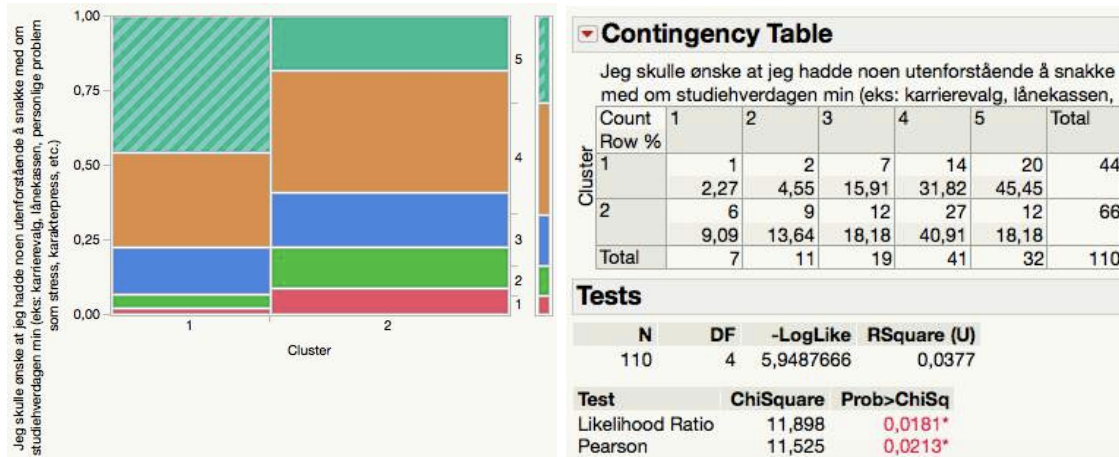 Jeg skulle ønske at jeg hadde noen utenforstående å snakke med om
studiehverdagen min (eks: karrierevalg, lånekassen, personlige problem
som stress, karakterpress, etc.)
1,00
0,75
0,50
0,25
0,00
5
4
3
2
1
1 2
Cluster
Contingency Table
Jeg skulle ønske at jeg hadde noen utenforstående å snakke
med om studiehverdagen min (eks: karrierevalg, lånekassen,
Cluster
Count 1 2 3 4 5 Total
Row %
1 1 2 7 14 20 44
2,27 4,55 15,91 31,82 45,45
2 6 9 12 27 12 66
9,09 13,64 18,18 40,91 18,18
Total 7 11 19 41 32 110
Tests
N DF -LogLike RSquare (U)
110 4 5,9487666 0,0377
Test ChiSquare Prob>ChiSq
Likelihood Ratio 11,898 0,0181*
Pearson 11,525 0,0213*